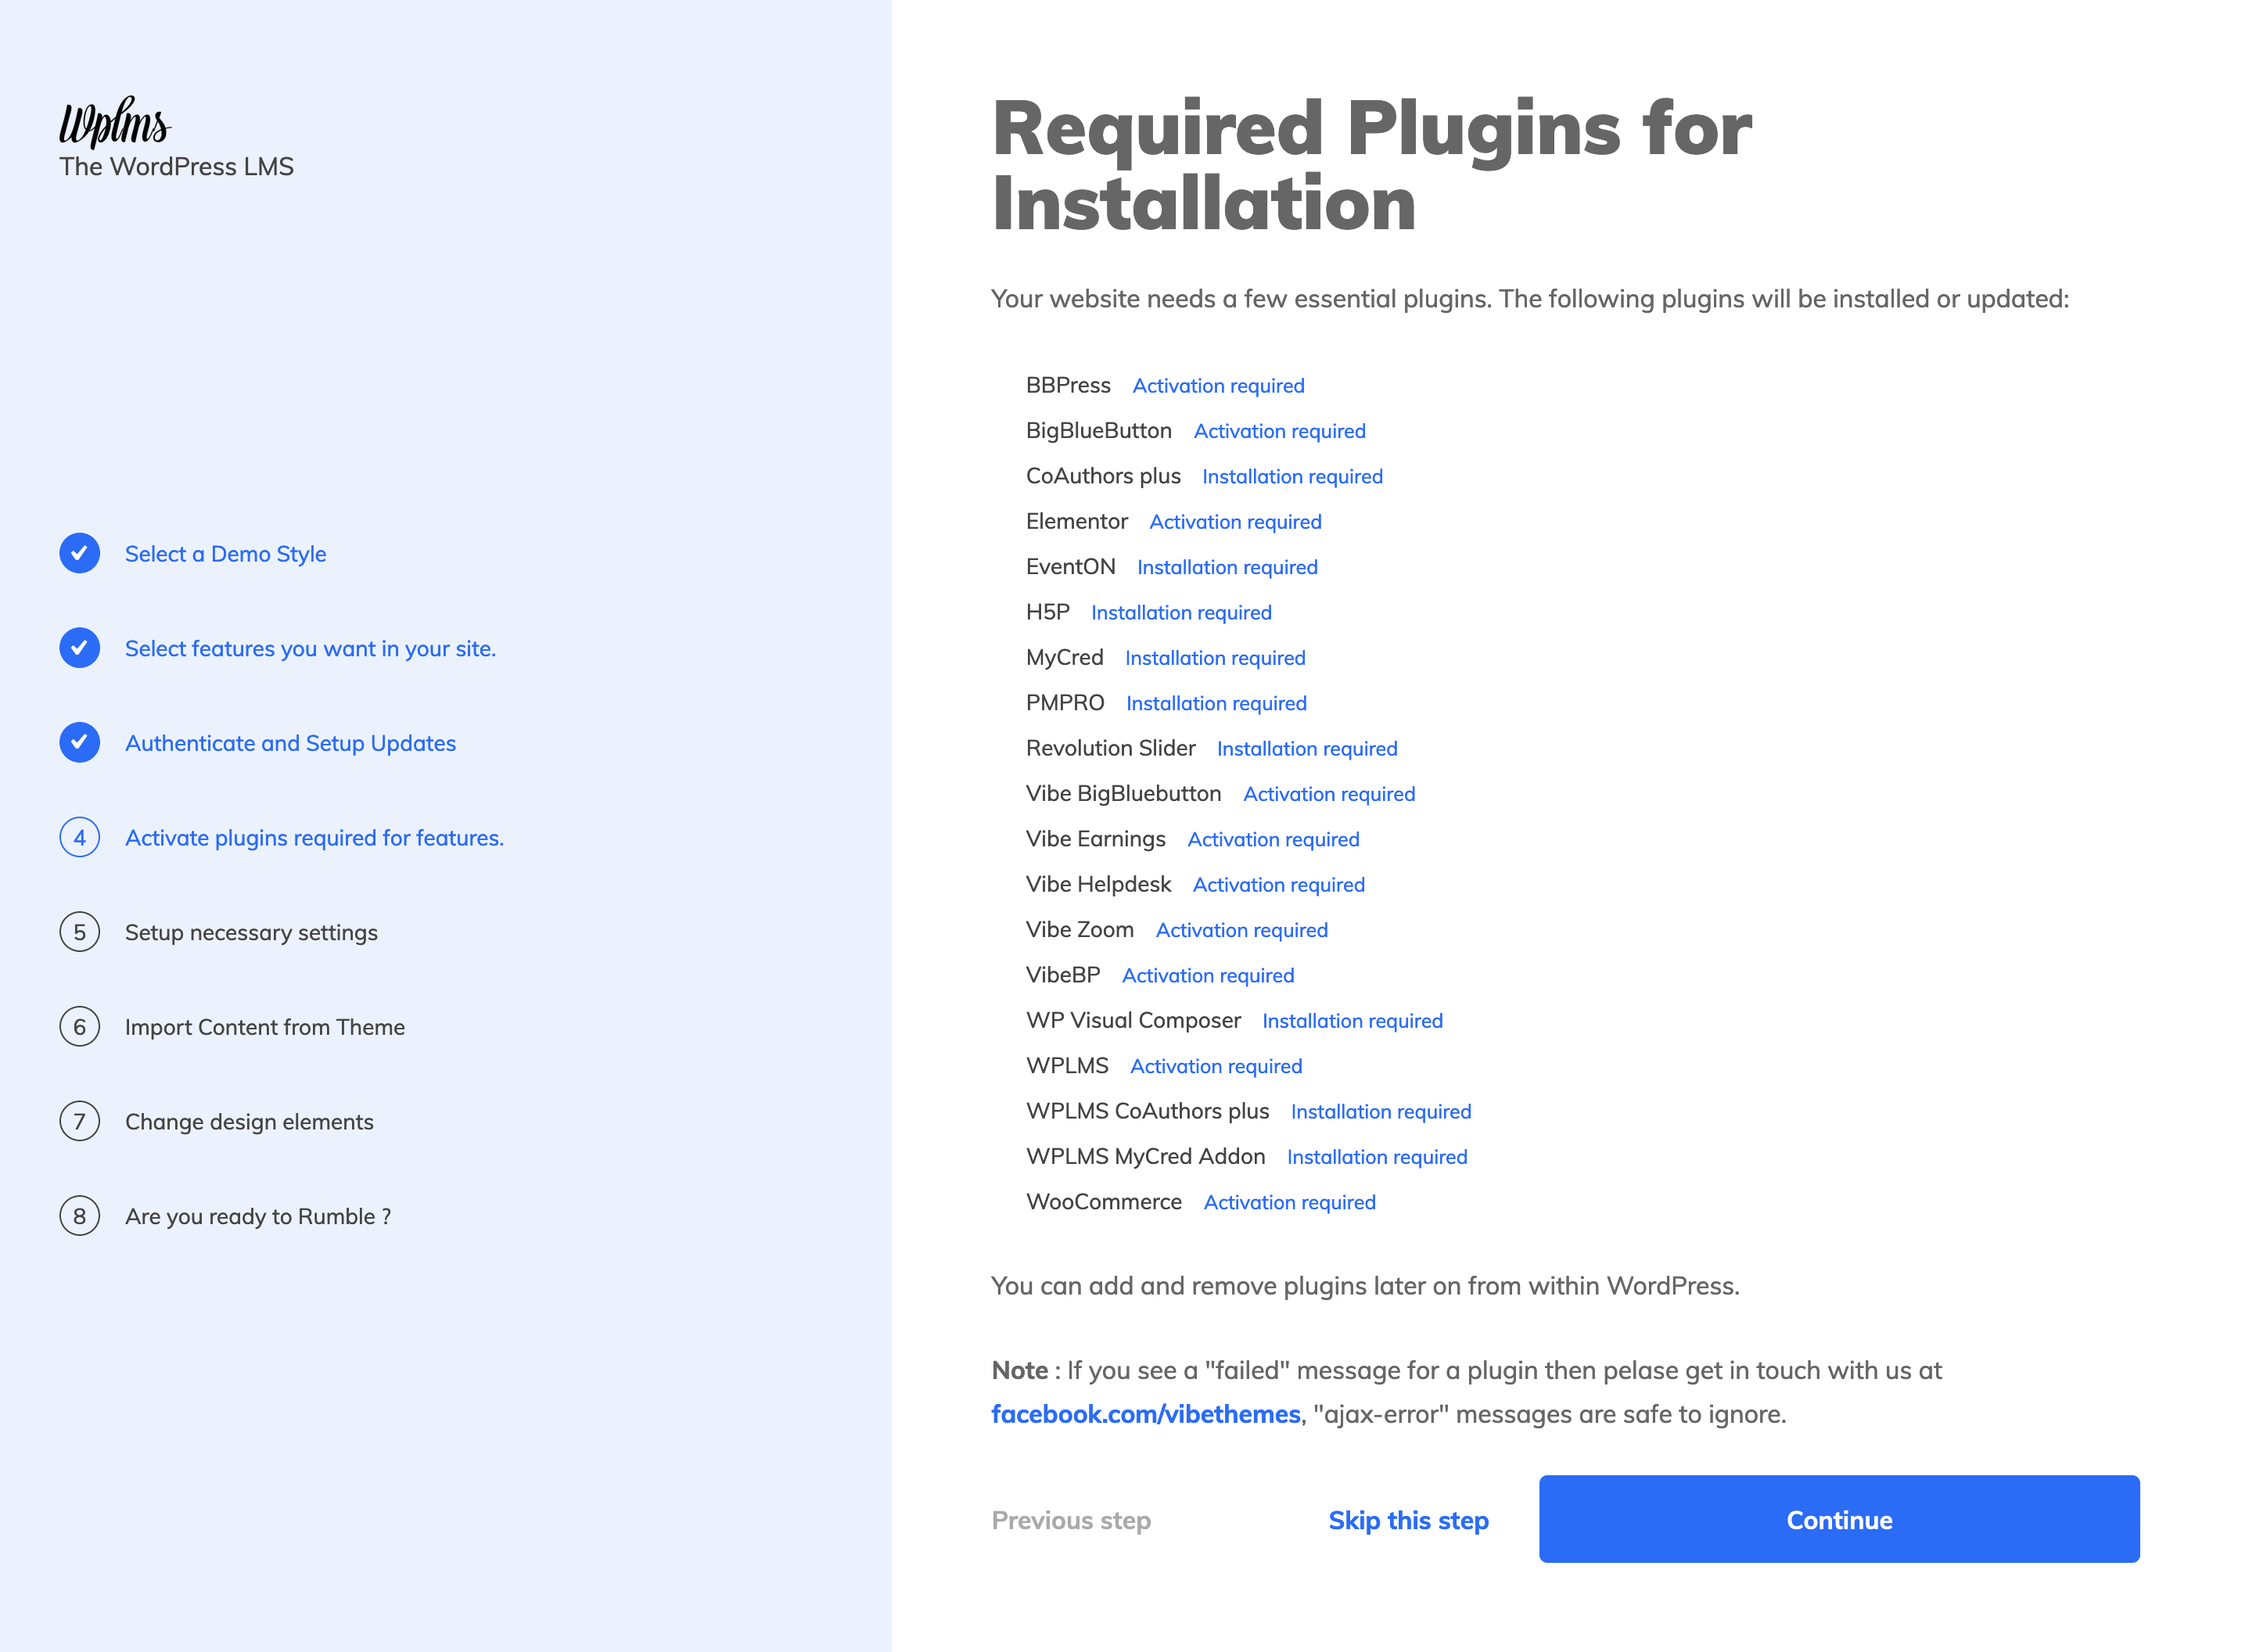 Wplms
The WordPress LMS
Select a Demo Style
Select features you want in your site.
Authenticate and Setup Updates
4 Activate plugins required for features.
5 Setup necessary settings
6 Import Content from Theme
7 Change design elements
8 Are you ready to Rumble ?
Required Plugins for
Installation
Your website needs a few essential plugins. The following plugins will be installed or updated:
BBPress Activation required
BigBlueButton Activation required
CoAuthors plus Installation required
Elementor Activation required
EventON Installation required
H5P Installation required
MyCred Installation required
PMPRO Installation required
Revolution Slider Installation required
Vibe BigBluebutton Activation required
Vibe Earnings Activation required
Vibe Helpdesk Activation required
Vibe Zoom Activation required
VibeBP Activation required
WP Visual Composer Installation required
WPLMS Activation required
WPLMS CoAuthors plus Installation required
WPLMS MyCred Addon Installation required
WooCommerce Activation required
You can add and remove plugins later on from within WordPress.
Note : If you see a "failed" message for a plugin then pelase get in touch with us at
facebook.com/vibethemes, "ajax-error" messages are safe to ignore.
Previous step Skip this step Continue